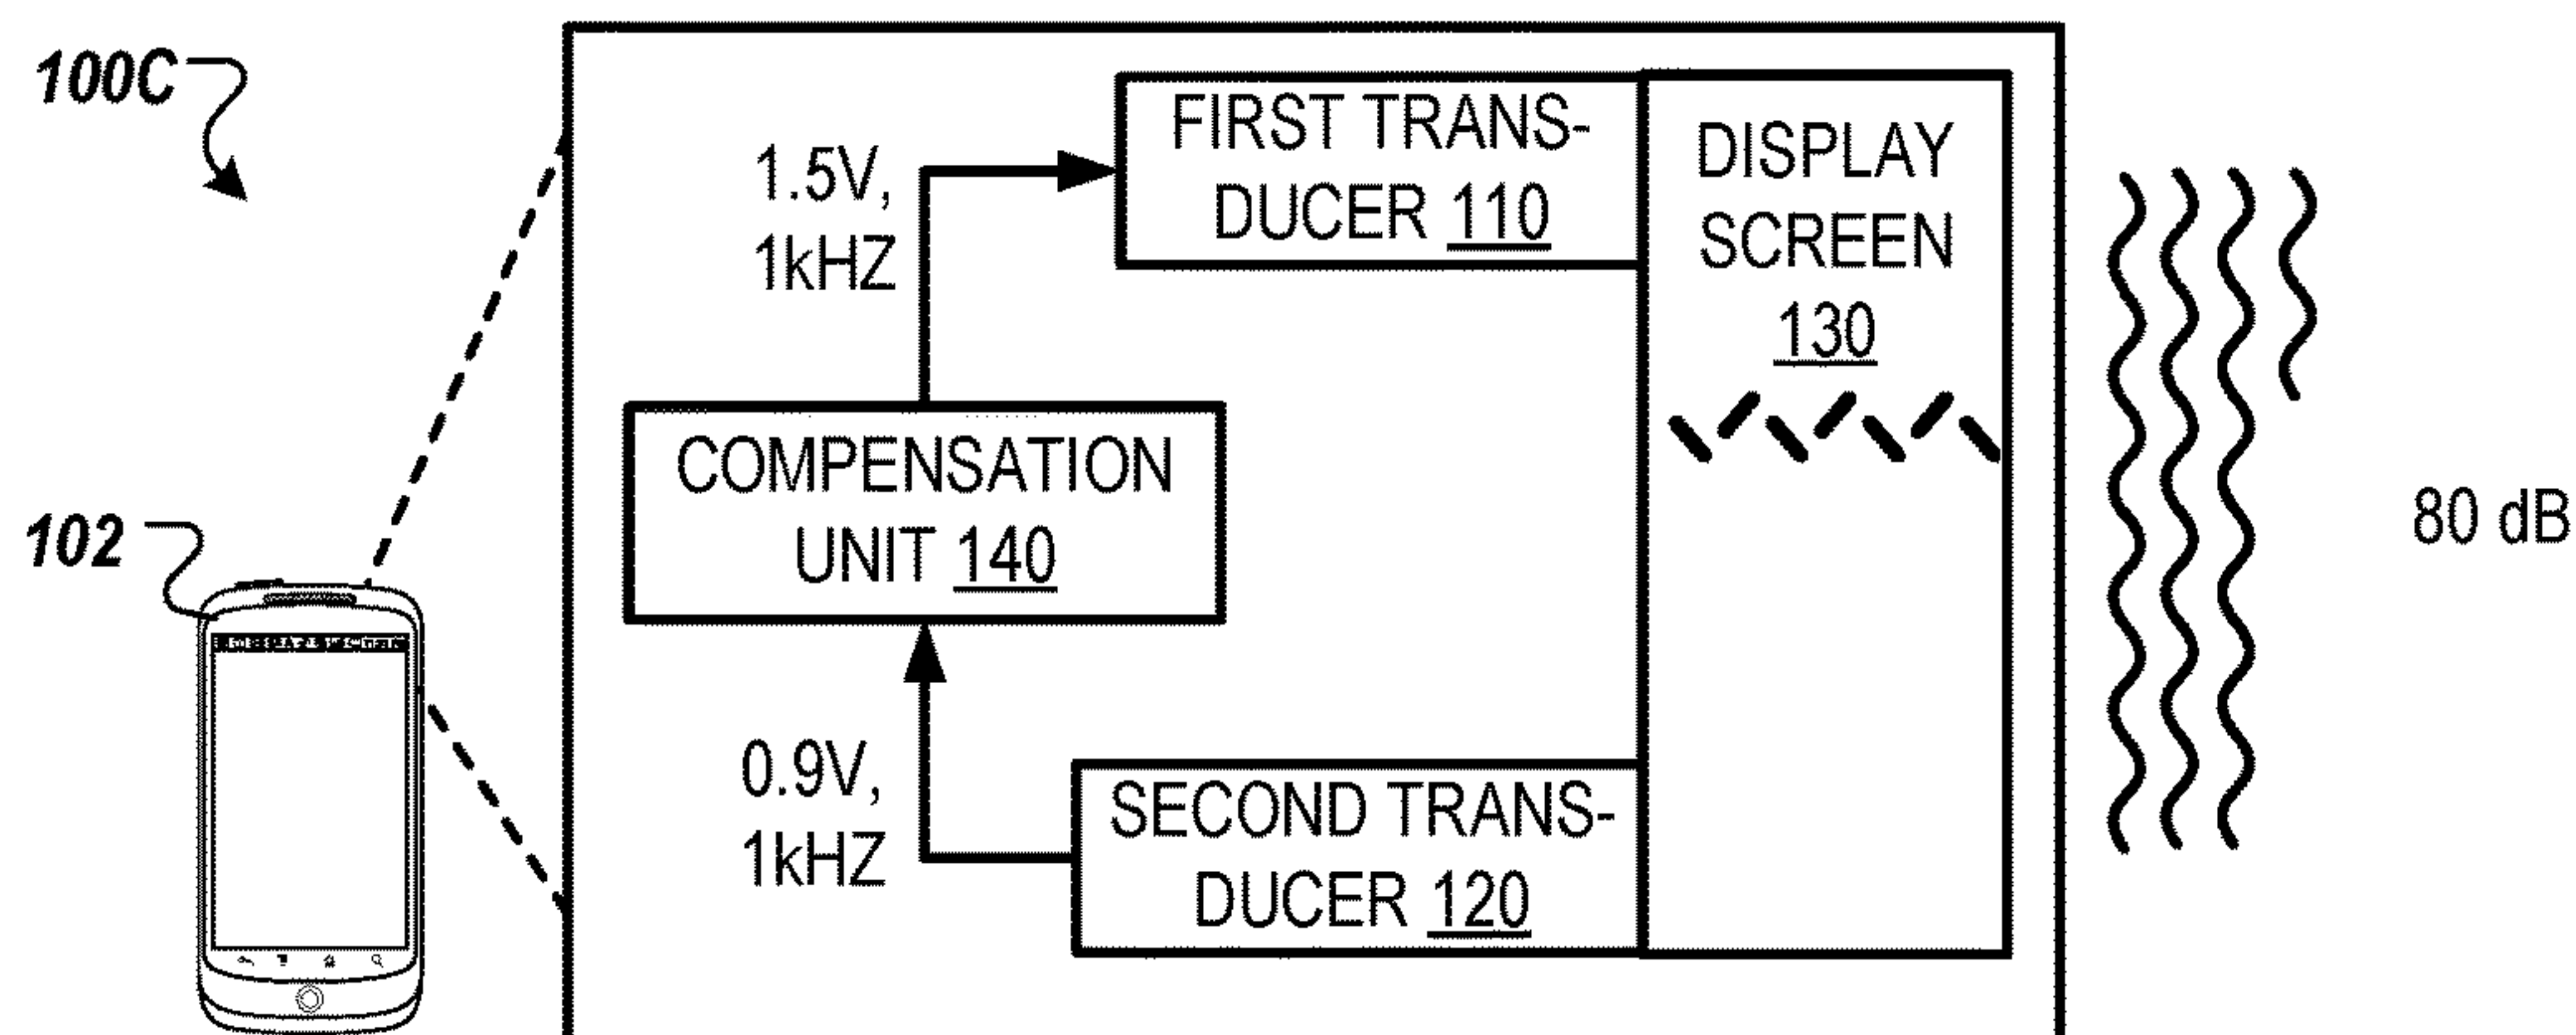 100C
1.5V,
1kHZ
FIRST TRANS-
DUCER 110
DISPLAY
SCREEN
130
COMPENSATION
UNIT 140
80 dB
102
0.9V,
1kHZ
SECOND TRANS-
DUCER 120